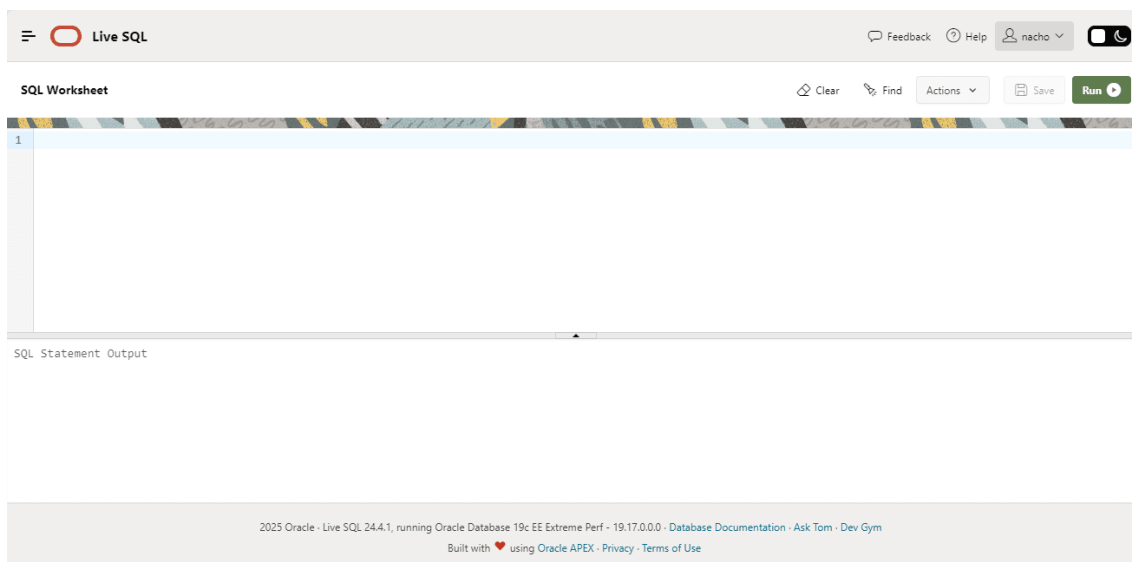 Live SQL
Feedback Help nacho
SQL Worksheet
Clear Find Actions Save Run
1
SQL Statement Output
2025 Oracle · Live SQL 24.4.1, running Oracle Database 19c EE Extreme Perf - 19.17.0.0.0 · Database Documentation · Ask Tom · Dev Gym
Built with ❤ using Oracle APEX · Privacy · Terms of Use